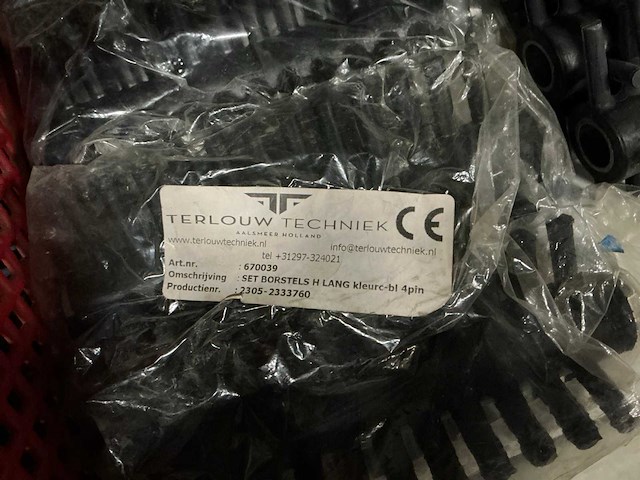 TERLOUW TECHNIEK CE
AALSMEER HOLLAND
www.terlouwtechniek.nl info@terlouwtechniek.nl
tel +31297-324021
Art.nr. : 670039
Omschrijving : SET BORSTELS H LANG kleurc-bl 4pin
Productienr. : 2305-2333760